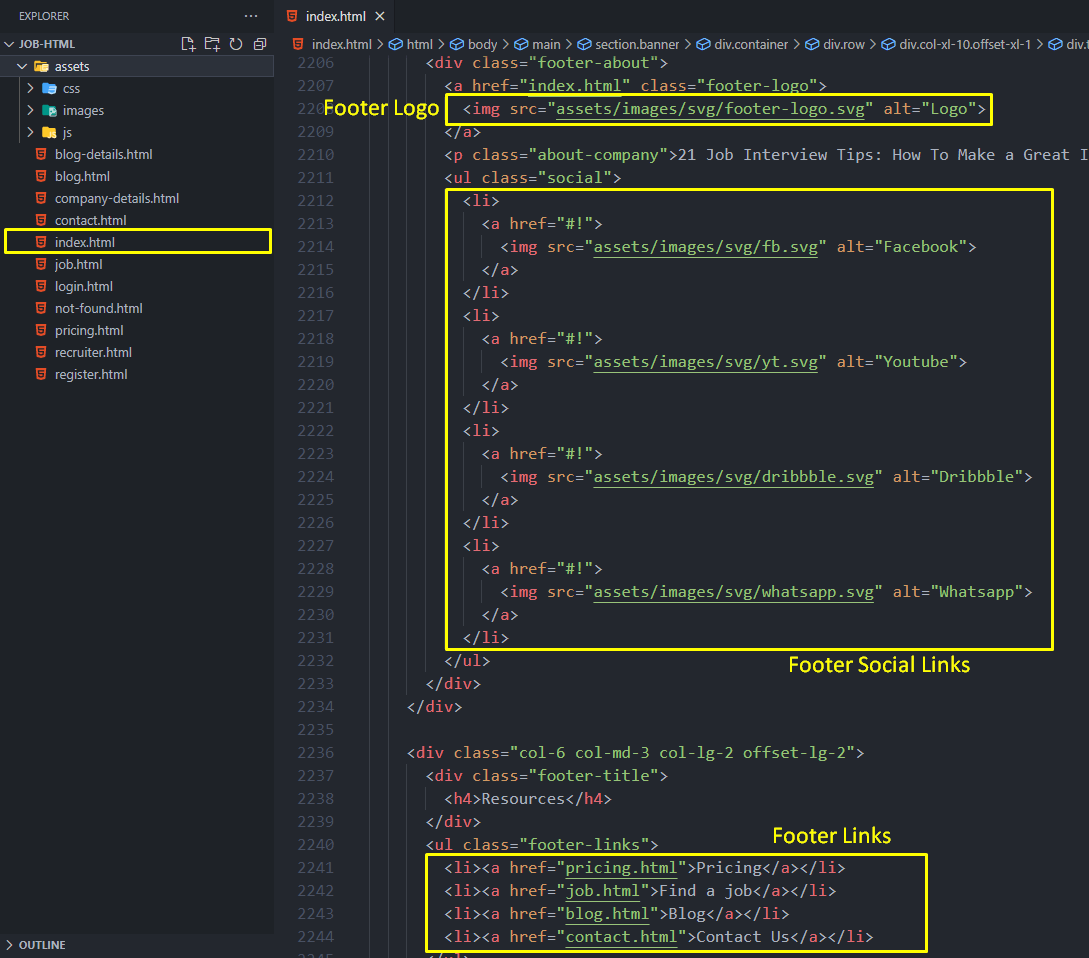 EXPLORER
JOB-HTML
assets
css
images
js
blog-details.html
blog.html
company-details.html
contact.html
index.html
job.html
login.html
not-found.html
pricing.html
recruiter.html
register.html
OUTLINE
index.html
index.html > html > body > main > section.banner > div.container > div.row > div.col-xl-10.offset-xl-1 >
2206 <div class="footer-about">
2207 <a href="index.html" class="footer-logo">
Footer Logo
<img src="assets/images/svg/footer-logo.svg" alt="Logo">
2209 </a>
2210 <p class="about-company">21 Job Interview Tips: How To Make a Great
2211 <ul class="social">
2212 <li>
2213 <a href="#!">
2214 <img src="assets/images/svg/fb.svg" alt="Facebook">
2215 </a>
2216 </li>
2217 <li>
2218 <a href="#!">
2219 <img src="assets/images/svg/yt.svg" alt="Youtube">
2220 </a>
2221 </li>
2222 <li>
2223 <a href="#!">
2224 <img src="assets/images/svg/dribbble.svg" alt="Dribbble">
2225 </a>
2226 </li>
2227 <li>
2228 <a href="#!">
2229 <img src="assets/images/svg/whatsapp.svg" alt="Whatsapp">
2230 </a>
2231 </li>
2232 </ul>
Footer Social Links
2233 </div>
2234 </div>
2235
2236 <div class="col-6 col-md-3 col-lg-2 offset-lg-2">
2237 <div class="footer-title">
2238 <h4>Resources</h4>
2239 </div>
2240 <ul class="footer-links">
Footer Links
2241 <li><a href="pricing.html">Pricing</a></li>
2242 <li><a href="job.html">Find a job</a></li>
2243 <li><a href="blog.html">Blog</a></li>
2244 <li><a href="contact.html">Contact Us</a></li>